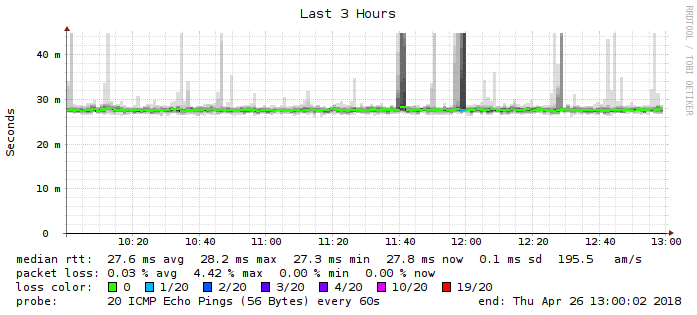 Last 3 Hours
RRDTOOL / TOBI OETIKER
Seconds
40 m
30 m
20 m
10 m
0
10:20 10:40 11:00 11:20 11:40 12:00 12:20 12:40 13:00
median rtt: 27.6 ms avg 28.2 ms max 27.3 ms min 27.8 ms now 0.1 ms sd 195.5 am/s
packet loss: 0.03 % avg 4.42 % max 0.00 % min 0.00 % now
loss color: 0 1/20 2/20 3/20 4/20 10/20 19/20
probe: 20 ICMP Echo Pings (56 Bytes) every 60s end: Thu Apr 26 13:00:02 2018